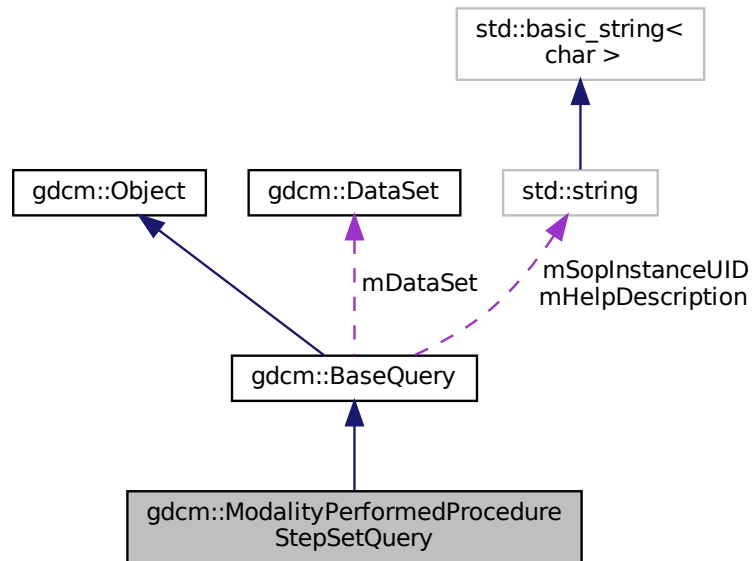 std::basic_string<
char >
gdcm::Object
gdcm::DataSet
std::string
mDataSet
mSopInstanceUID
mHelpDescription
gdcm::BaseQuery
gdcm::ModalityPerformedProcedure
StepSetQuery